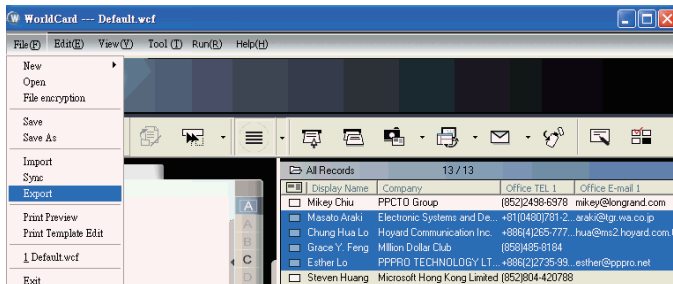 WorldCard --- Default.wcf
File(F) Edit(E) View(V) Tool (T) Run(R) Help(H)
New
Open
File encryption
Save
Save As
Import
Sync
Export
Print Preview
Print Template Edit
1 Default.wcf
Exit
All Records 13/13
Display Name Company Office TEL 1 Office E-mail 1
Mikey Chiu PPCTO Group (852)2498-6978 mikey@longrand.com
Masato Araki Electronic Systems and De... +81(0480)781-2... araki@tgr.wa.co.jp
Chung Hua Lo Hoyard Communication Inc. +886(4)265-777... hua@ms2.hoyard.com.
Grace Y. Feng Million Dollar Club (858)485-8184
Esther Lo PPPRO TECHNOLOGY LT... +886(2)2735-99... esther@pppro.net
Steven Huang Microsoft Hong Kong Limited (852)804-420788
A
A
B
C
D